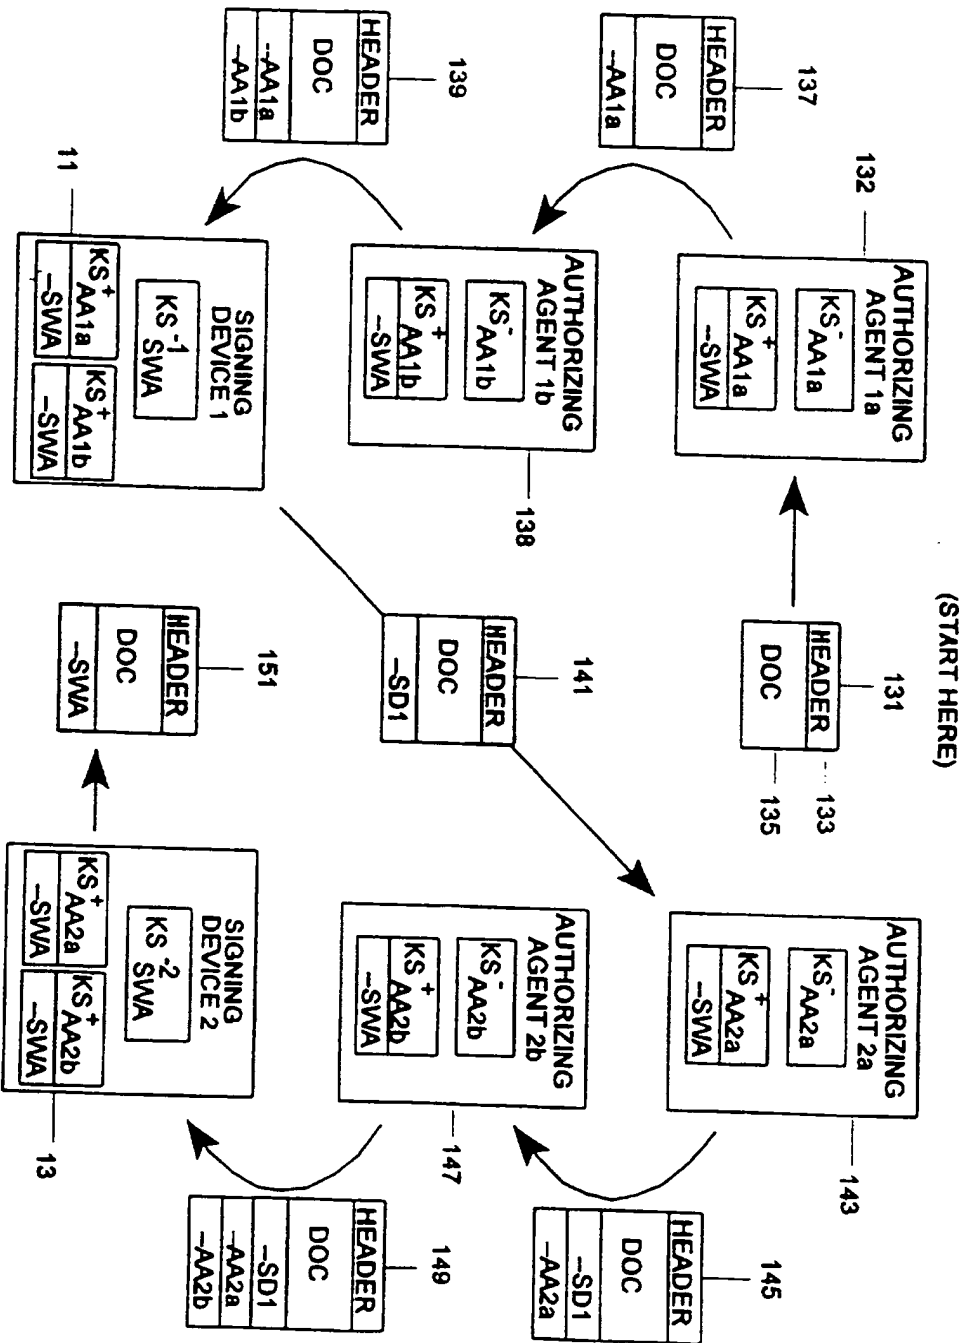 (START HERE)
132
AUTHORIZING
AGENT 1a
KS⁻
AA1a
KS⁺
AA1a
--SWA
131
HEADER
DOC
133
135
AUTHORIZING
AGENT 2a
KS⁻
AA2a
KS⁺
AA2a
--SWA
143
137
HEADER
DOC
--AA1a
145
HEADER
DOC
--SD1
--AA2a
AUTHORIZING
AGENT 1b
KS⁻
AA1b
KS⁺
AA1b
--SWA
138
141
HEADER
DOC
--SD1
AUTHORIZING
AGENT 2b
KS⁻
AA2b
KS⁺
AA2b
--SWA
147
139
HEADER
DOC
--AA1a
--AA1b
149
HEADER
DOC
--SD1
--AA2a
--AA2b
11
SIGNING
DEVICE 1
KS⁻¹
SWA
KS⁺
AA1a
--SWA
KS⁺
AA1b
--SWA
151
HEADER
DOC
--SWA
SIGNING
DEVICE 2
KS⁻²
SWA
KS⁺
AA2a
--SWA
KS⁺
AA2b
--SWA
13